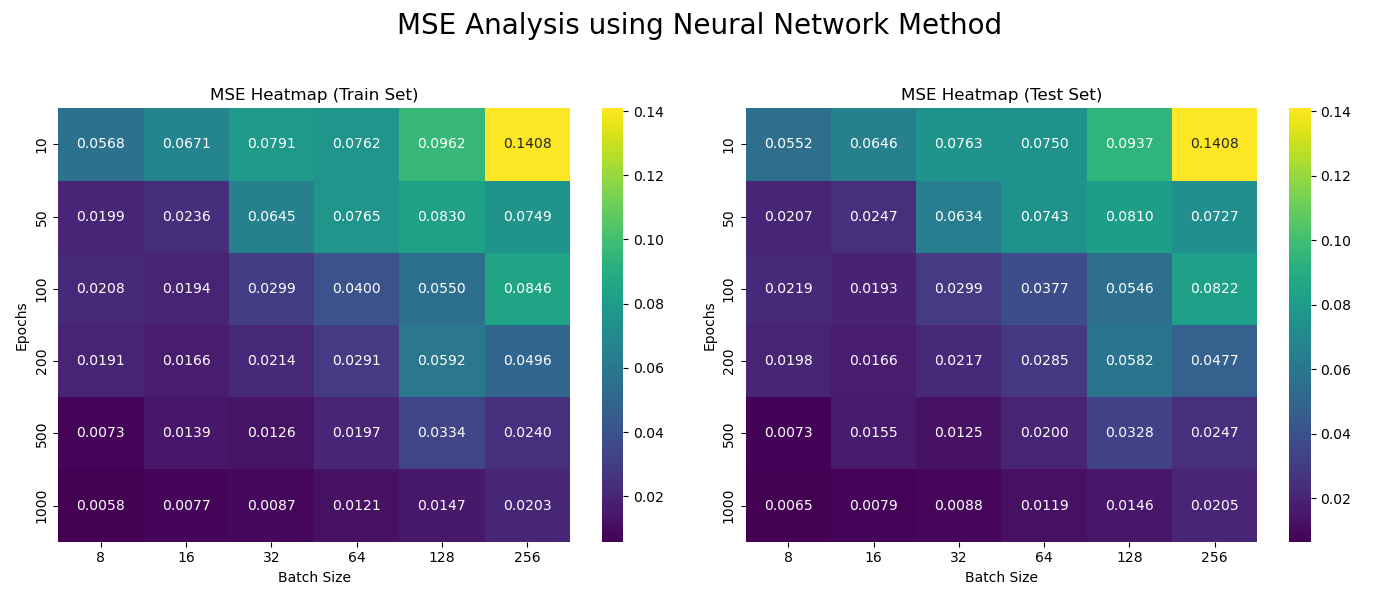 MSE Analysis using Neural Network Method
MSE Heatmap (Train Set)
Epochs
10 0.0568 0.0671 0.0791 0.0762 0.0962 0.1408
50 0.0199 0.0236 0.0645 0.0765 0.0830 0.0749
100 0.0208 0.0194 0.0299 0.0400 0.0550 0.0846
200 0.0191 0.0166 0.0214 0.0291 0.0592 0.0496
500 0.0073 0.0139 0.0126 0.0197 0.0334 0.0240
1000 0.0058 0.0077 0.0087 0.0121 0.0147 0.0203
8 16 32 64 128 256
Batch Size
0.14
0.12
0.10
0.08
0.06
0.04
0.02
MSE Heatmap (Test Set)
Epochs
10 0.0552 0.0646 0.0763 0.0750 0.0937 0.1408
50 0.0207 0.0247 0.0634 0.0743 0.0810 0.0727
100 0.0219 0.0193 0.0299 0.0377 0.0546 0.0822
200 0.0198 0.0166 0.0217 0.0285 0.0582 0.0477
500 0.0073 0.0155 0.0125 0.0200 0.0328 0.0247
1000 0.0065 0.0079 0.0088 0.0119 0.0146 0.0205
8 16 32 64 128 256
Batch Size
0.14
0.12
0.10
0.08
0.06
0.04
0.02